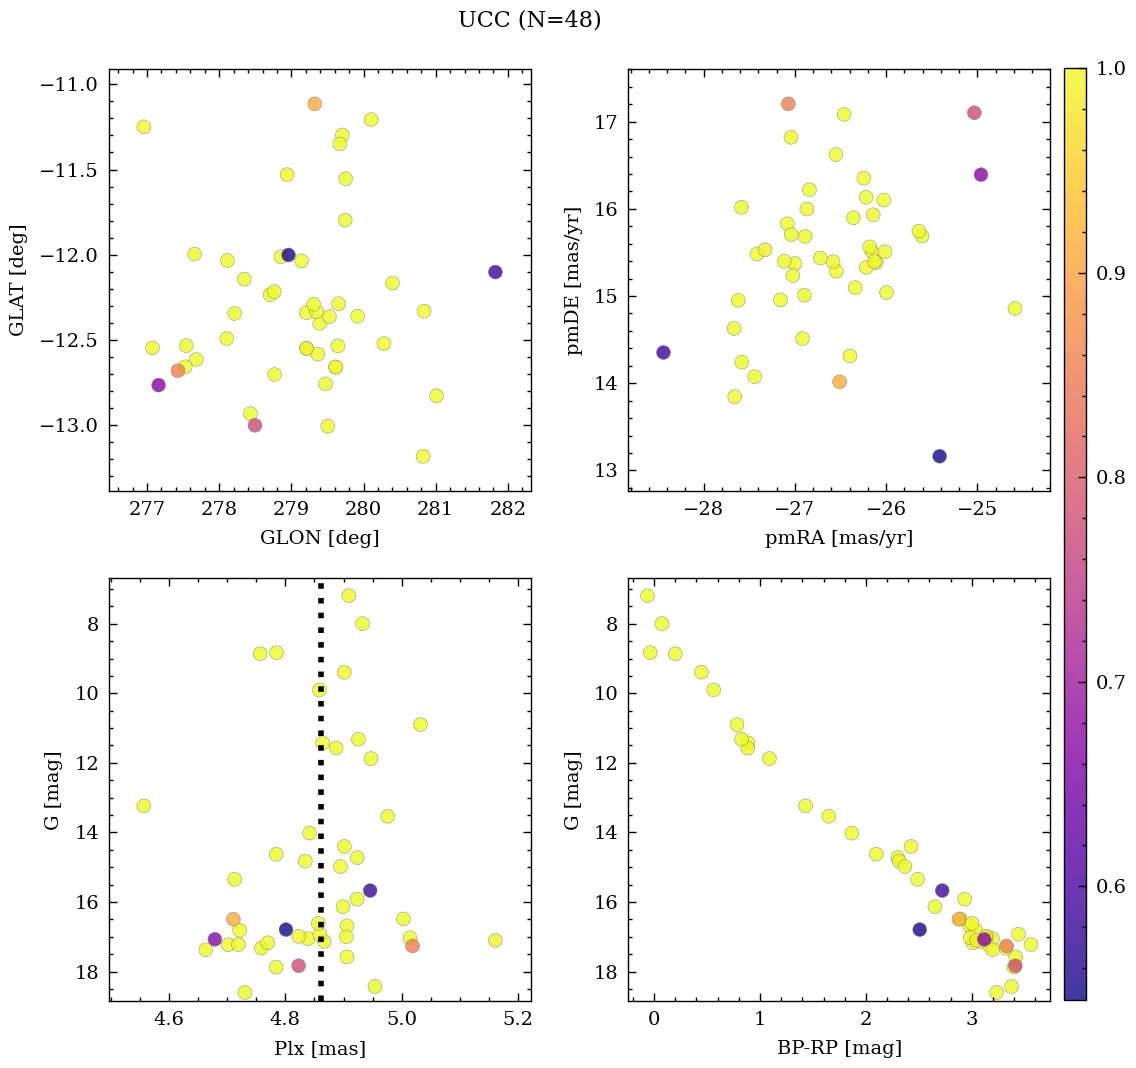 UCC (N=48)
−11.0
−11.5
−12.0
−12.5
−13.0
GLAT [deg]
277 278 279 280 281 282
GLON [deg]
17
16
15
14
13
pmDE [mas/yr]
−28 −27 −26 −25
pmRA [mas/yr]
1.0
0.9
0.8
0.7
0.6
8
10
12
14
16
18
G [mag]
4.6 4.8 5.0 5.2
Plx [mas]
8
10
12
14
16
18
G [mag]
0 1 2 3
BP-RP [mag]